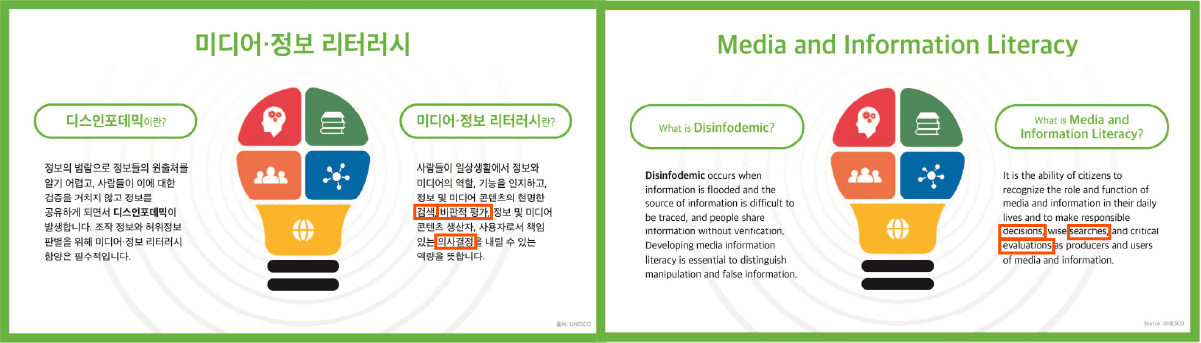 미디어·정보 리터러시
디스인포데믹이란?
정보의 범람으로 정보들의 원출처를
알기 어렵고, 사람들이 이에 대한
검증을 거치지 않고 정보를
공유하게 되면서 디스인포데믹이
발생합니다. 조작 정보와 허위정보
판별을 위해 미디어·정보 리터러시
함양은 필수적입니다.
미디어·정보 리터러시란?
사람들이 일상생활에서 정보와
미디어의 역할, 기능을 인지하고,
정보 및 미디어 콘텐츠의 현명한
검색, 비판적 평가, 정보 및 미디어
콘텐츠 생산자, 사용자로서 책임
있는 의사결정을 내릴 수 있는
역량을 뜻합니다.
출처: UNESCO
Media and Information Literacy
What is Disinfodemic?
Disinfodemic occurs when
information is flooded and the
source of information is difficult to
be traced, and people share
information without verification.
Developing media information
literacy is essential to distinguish
manipulation and false information.
What is Media and
Information Literacy?
It is the ability of citizens to
recognize the role and function of
media and information in their daily
lives and to make responsible
decisions, wise searches, and critical
evaluations as producers and users
of media and information.
Source: UNESCO